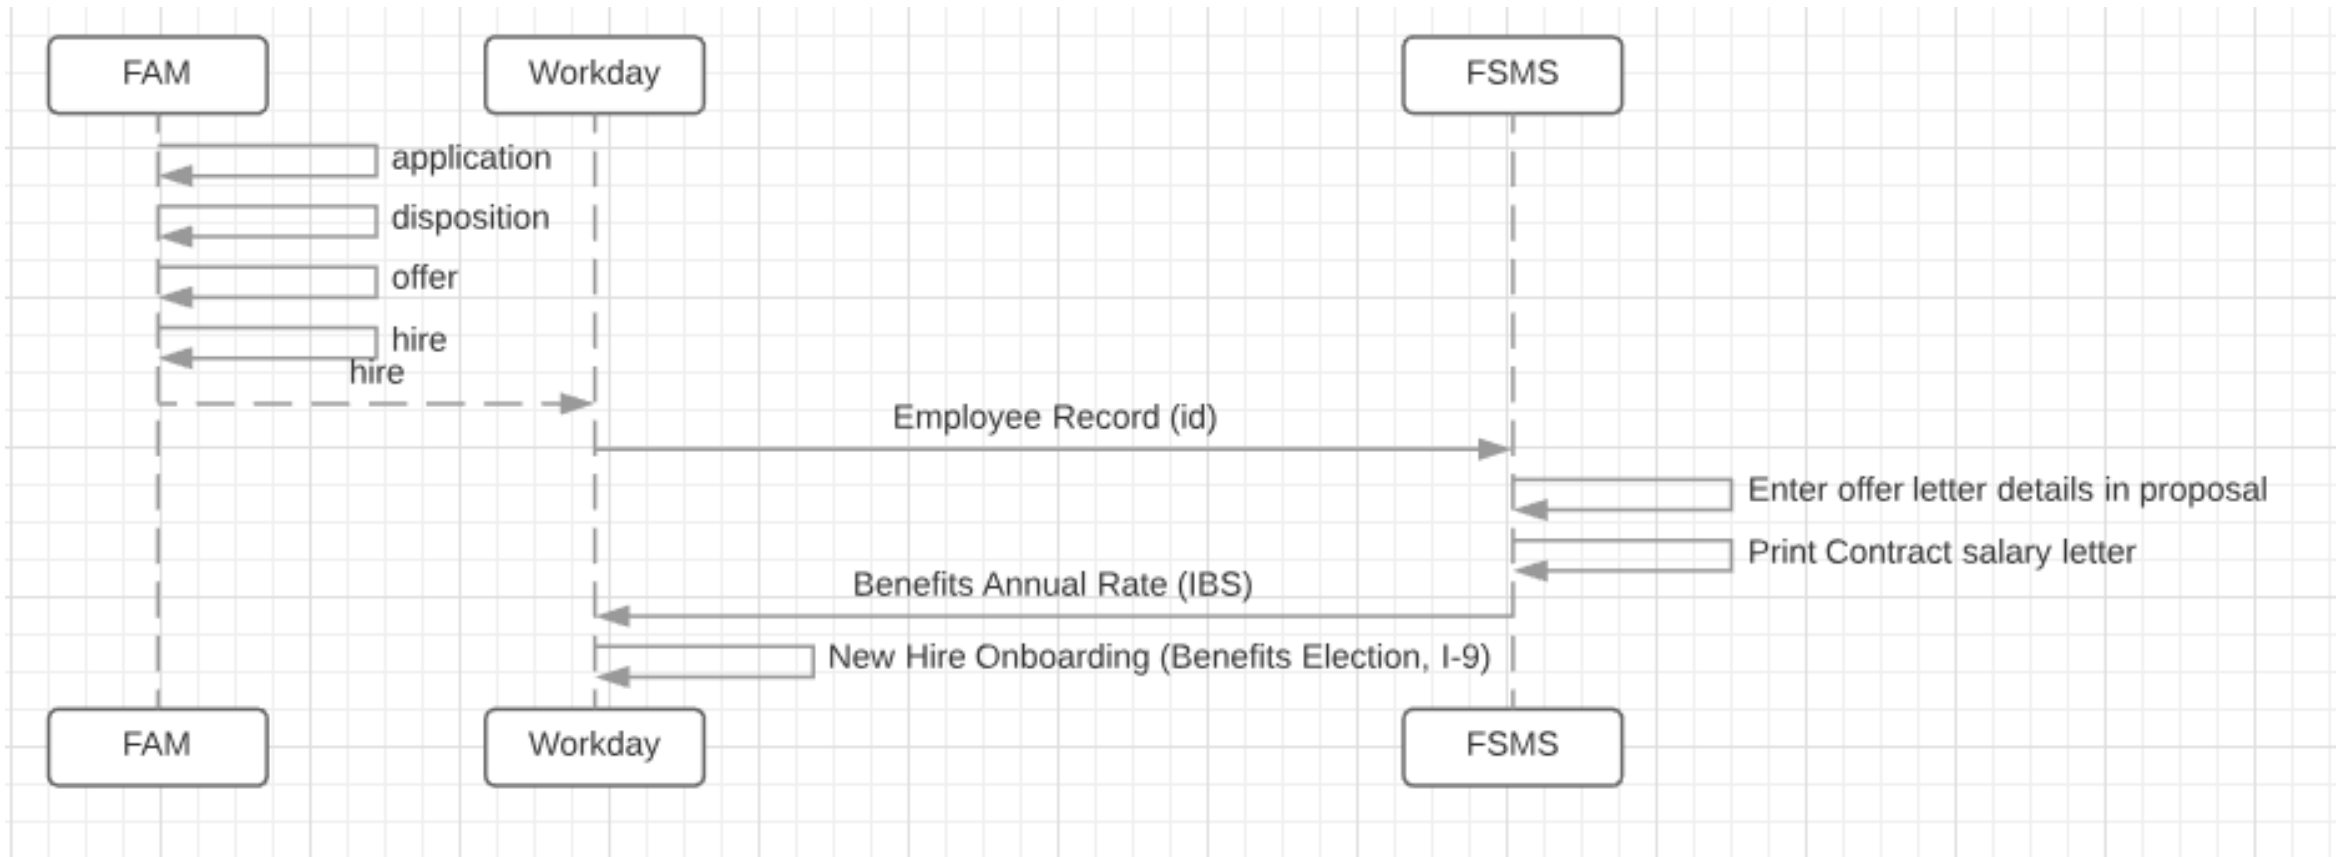 FAM
Workday
FSMS
application
disposition
offer
hire
hire
Employee Record (id)
Enter offer letter details in proposal
Print Contract salary letter
Benefits Annual Rate (IBS)
New Hire Onboarding (Benefits Election, I-9)
FAM
Workday
FSMS